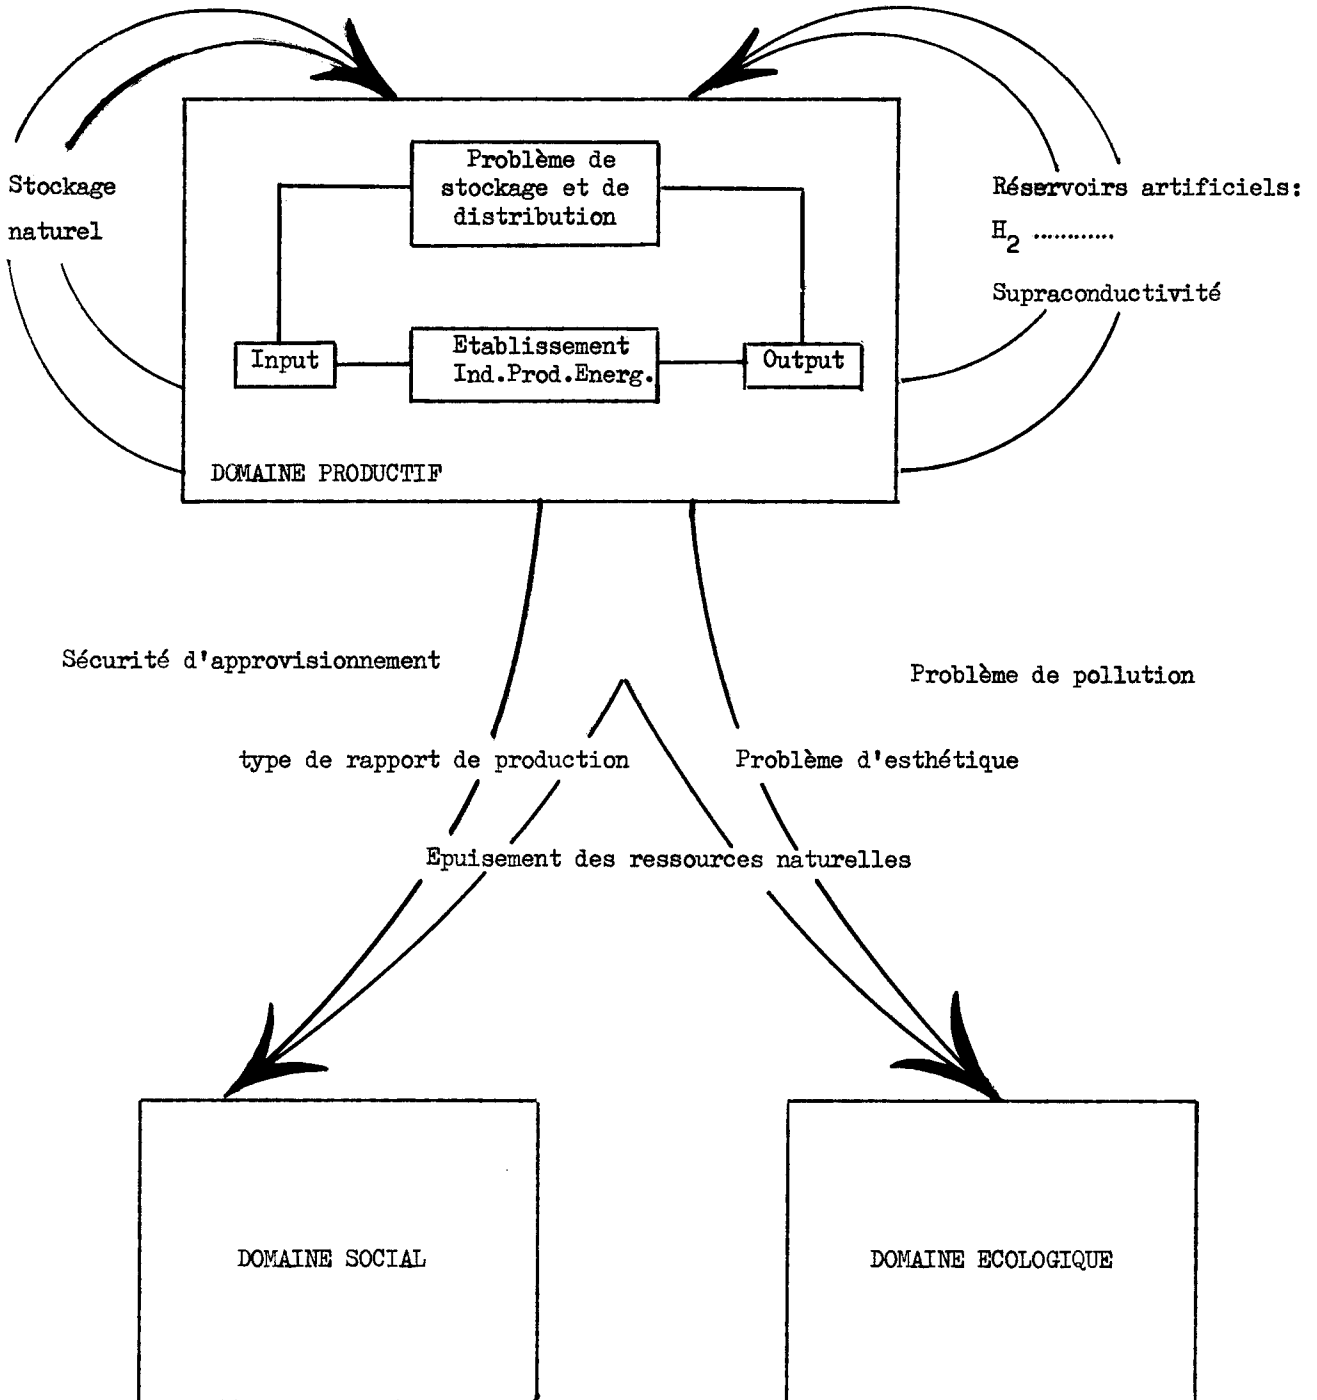 Problème de
stockage et de
distribution
Stockage
naturel
Réservoirs artificiels:
H2 ............
Supraconductivité
Input
Etablissement
Ind.Prod.Energ.
Output
DOMAINE PRODUCTIF
Sécurité d'approvisionnement
Problème de pollution
type de rapport de production
Problème d'esthétique
Epuisement des ressources naturelles
DOMAINE SOCIAL
DOMAINE ECOLOGIQUE